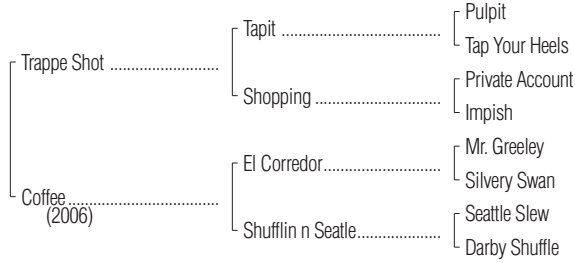 Pulpit
Tapit ........................................
Tap Your Heels
Trappe Shot ...........................
Private Account
Shopping ................................
Impish
Mr. Greeley
El Corredor..............................
Silvery Swan
Coffee......................................
(2006)
Seattle Slew
Shufflin n Seatle.....................
Darby Shuffle